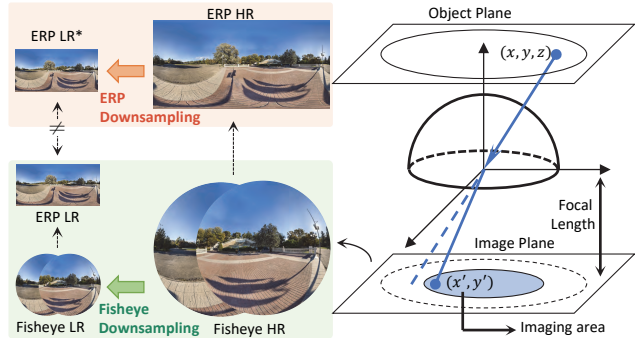 ERP HR
ERP LR*
ERP
Downsampling
≠
ERP LR
Fisheye LR
Fisheye
Downsampling
Fisheye HR
Object Plane
(x, y, z)
Focal
Length
Image Plane
(x′, y′)
Imaging area